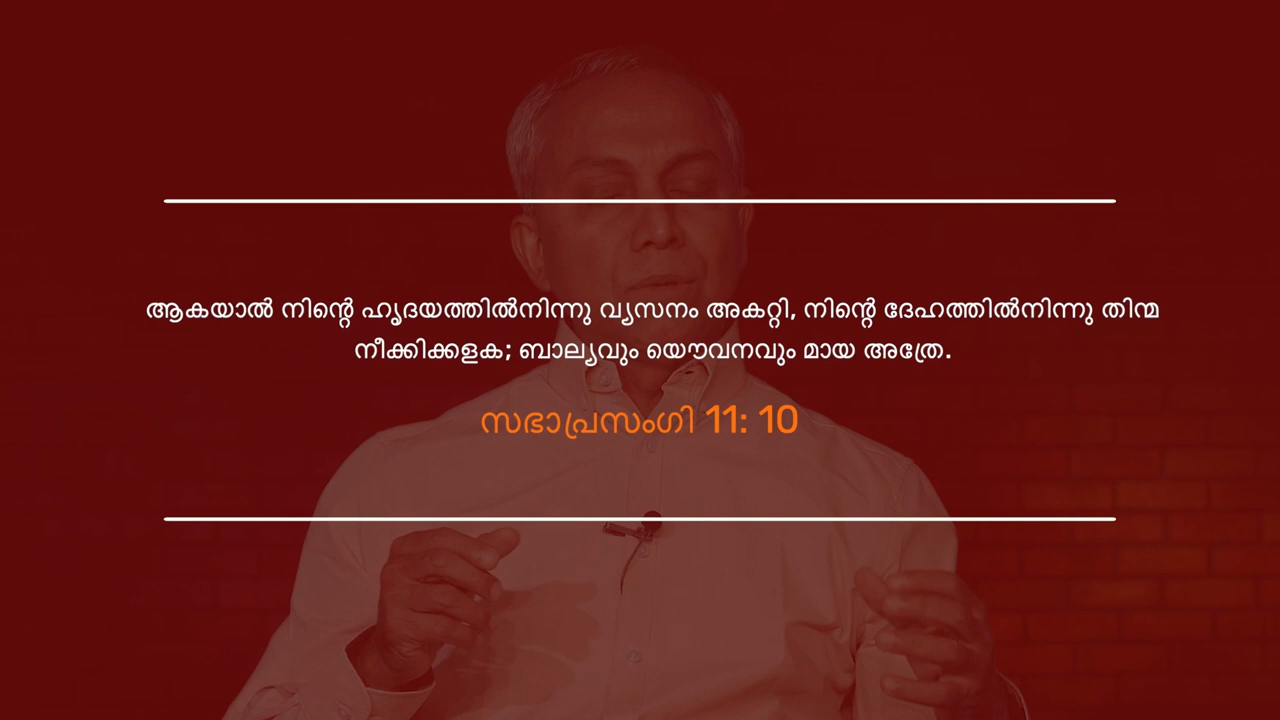 ആകയാൽ നിന്റെ ഹൃദയത്തിൽനിന്നു വ്യസനം അകറ്റി, നിന്റെ ദേഹത്തിൽനിന്നു തിന്മ
നീക്കിക്കളക; ബാല്യവും യൌവനവും മായ അത്രേ.
സഭാപ്രസംഗി 11: 10